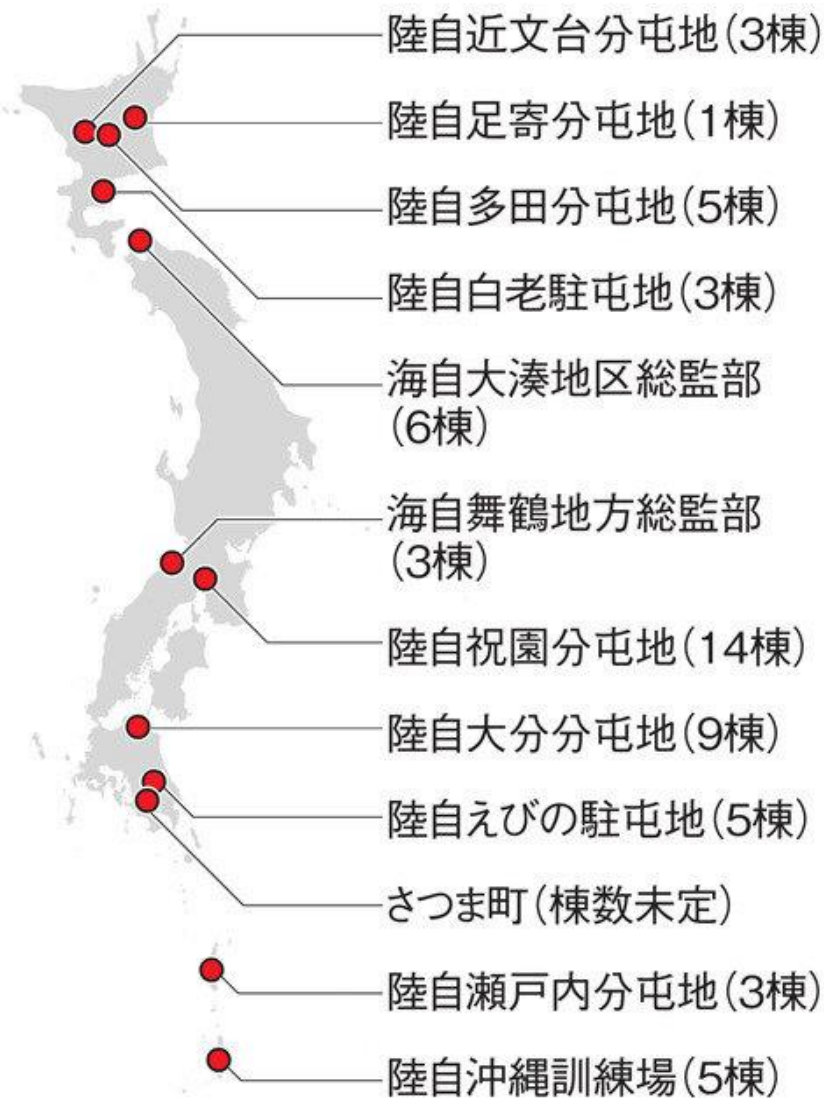 陸自近文台分屯地(3棟)
陸自足寄分屯地(1棟)
陸自多田分屯地(5棟)
陸自白老駐屯地(3棟)
海自大湊地区総監部
(6棟)
海自舞鶴地方総監部
(3棟)
陸自祝園分屯地(14棟)
陸自大分分屯地(9棟)
陸自えびの駐屯地(5棟)
さつま町(棟数未定)
陸自瀬戸内分屯地(3棟)
陸自沖縄訓練場(5棟)